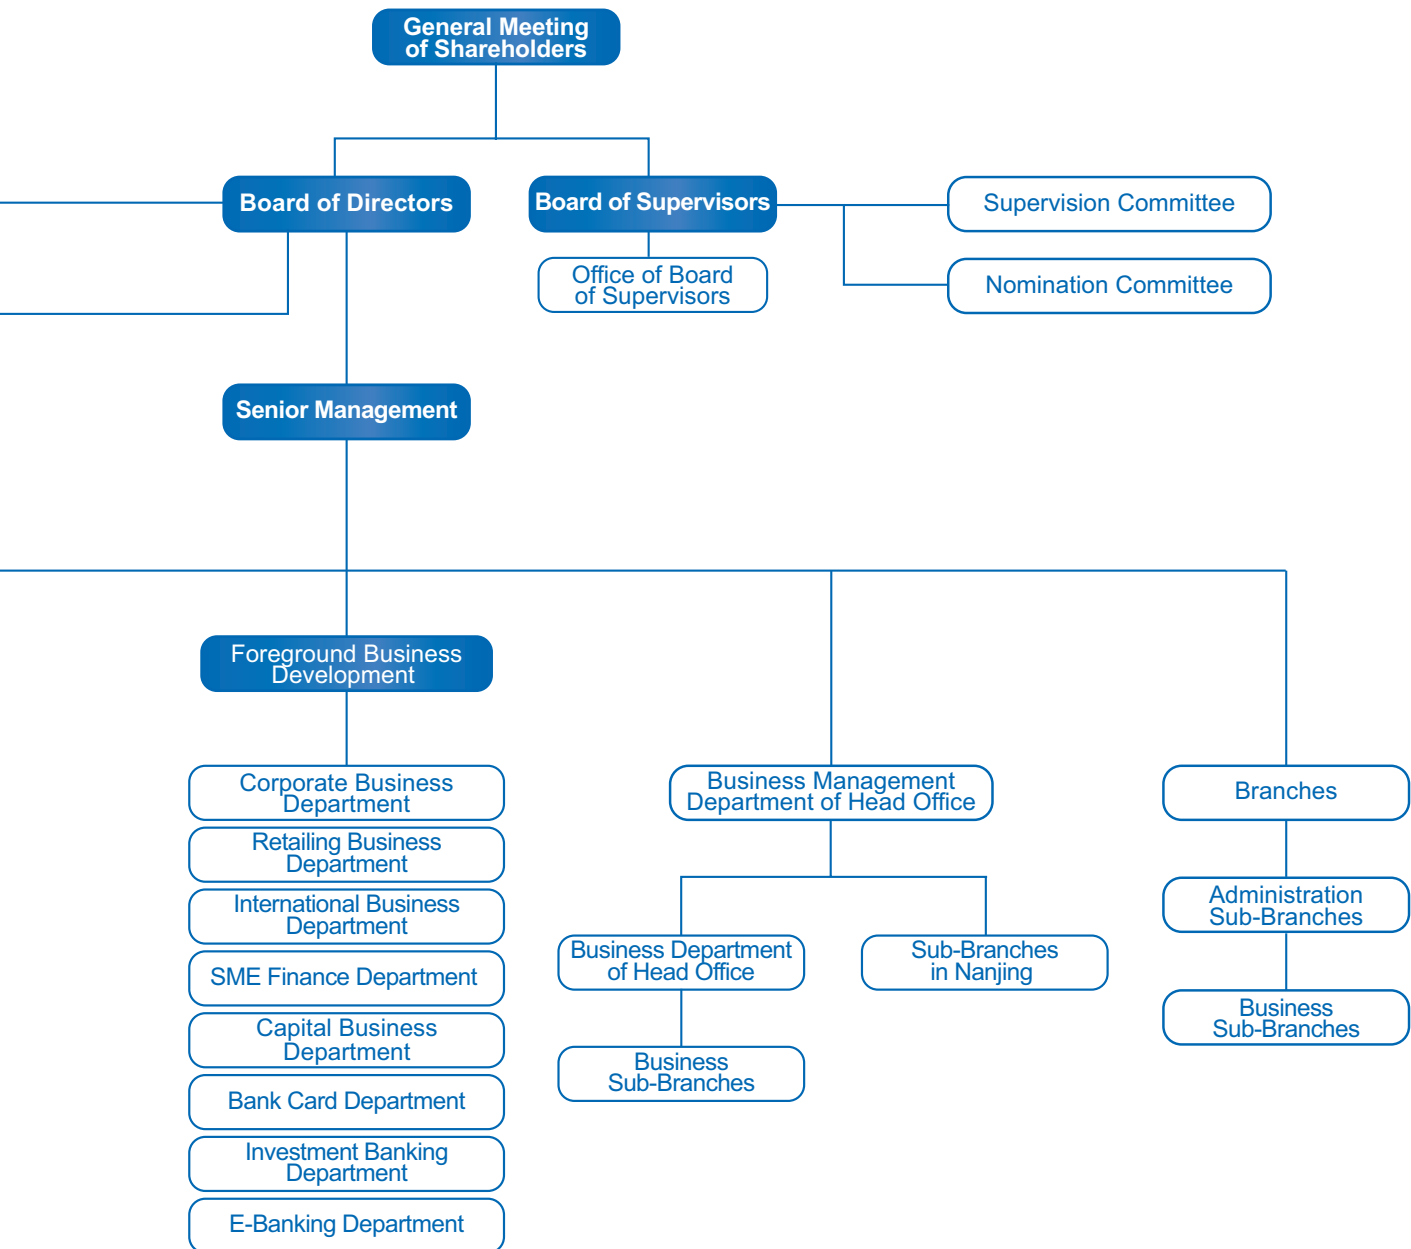 General Meeting
of Shareholders
Board of Directors
Board of Supervisors
Supervision Committee
Office of Board
of Supervisors
Nomination Committee
Senior Management
Foreground Business
Development
Corporate Business
Department
Retailing Business
Department
International Business
Department
SME Finance Department
Capital Business
Department
Bank Card Department
Investment Banking
Department
E-Banking Department
Business Management
Department of Head Office
Business Department
of Head Office
Sub-Branches
in Nanjing
Business
Sub-Branches
Branches
Administration
Sub-Branches
Business
Sub-Branches